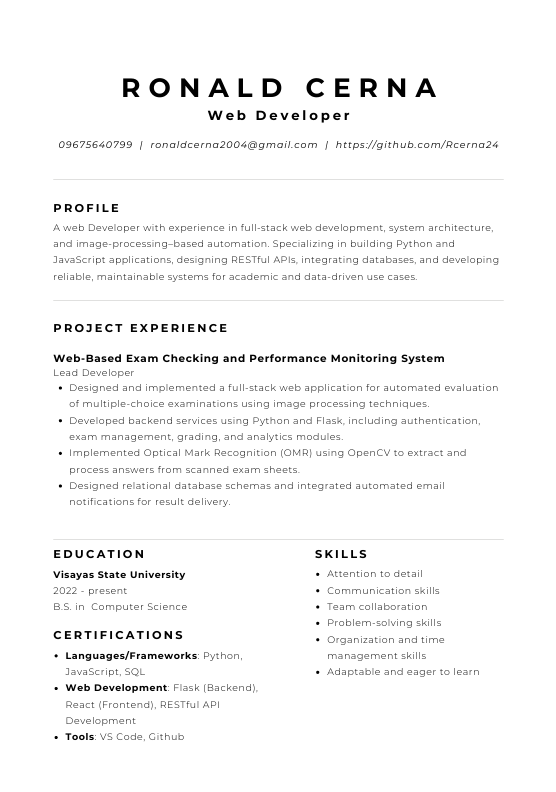 RONALD CERNA
Web Developer
09675640799 | ronaldcerna2004@gmail.com | https://github.com/Rcerna24
PROFILE
A web Developer with experience in full-stack web development, system architecture,
and image-processing–based automation. Specializing in building Python and
JavaScript applications, designing RESTful APIs, integrating databases, and developing
reliable, maintainable systems for academic and data-driven use cases.
PROJECT EXPERIENCE
Web-Based Exam Checking and Performance Monitoring System
Lead Developer
• Designed and implemented a full-stack web application for automated evaluation
of multiple-choice examinations using image processing techniques.
• Developed backend services using Python and Flask, including authentication,
exam management, grading, and analytics modules.
• Implemented Optical Mark Recognition (OMR) using OpenCV to extract and
process answers from scanned exam sheets.
• Designed relational database schemas and integrated automated email
notifications for result delivery.
EDUCATION
Visayas State University
2022 - present
B.S. in Computer Science
CERTIFICATIONS
• Languages/Frameworks: Python,
JavaScript, SQL
• Web Development: Flask (Backend),
React (Frontend), RESTful API
Development
• Tools: VS Code, Github
SKILLS
• Attention to detail
• Communication skills
• Team collaboration
• Problem-solving skills
• Organization and time
management skills
• Adaptable and eager to learn